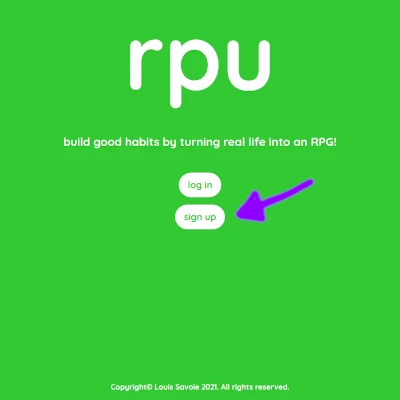 rpu
build good habits by turning real life into an RPG!
log in
sign up
Copyright© Louis Savoie 2021. All rights reserved.